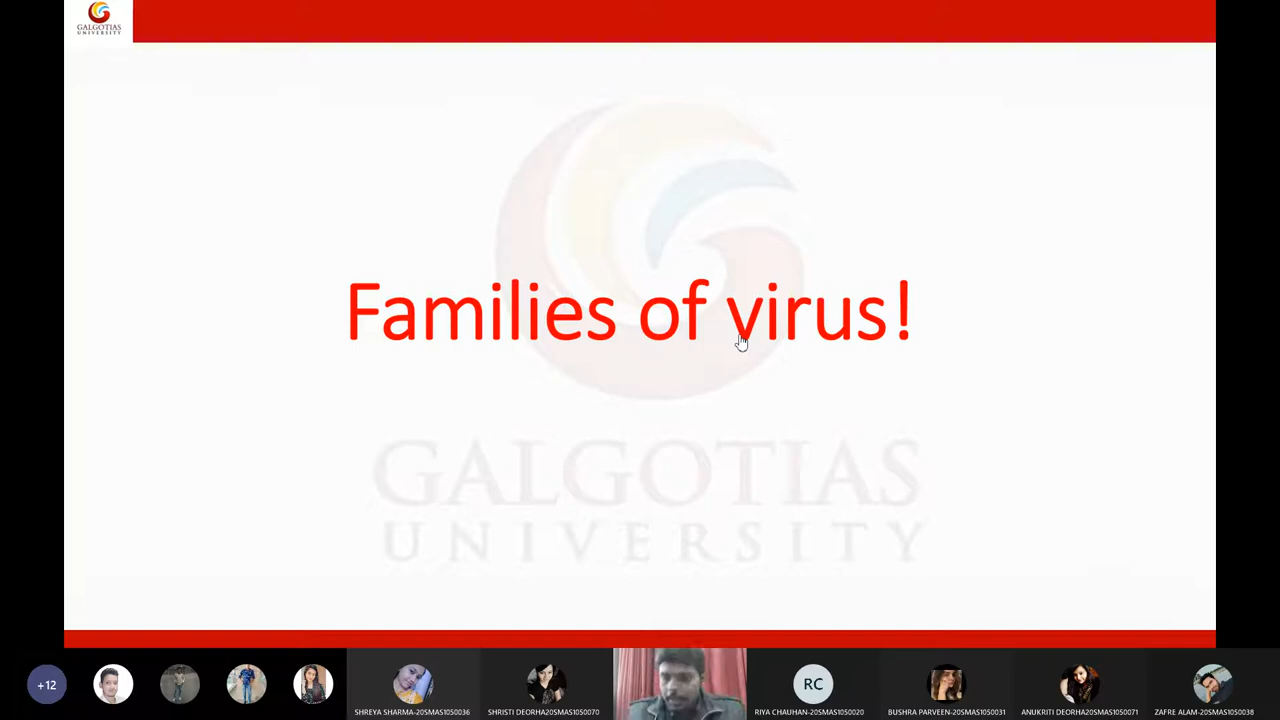 GALGOTIAS
UNIVERSITY
Families of virus!
GALGOTIAS
UNIVERSITY
+12
SHREYA SHARMA-20SMAS1050036
SHRISTI DEORHA20SMAS1050070
RC
RIYA CHAUHAN-20SMAS1050020
BUSHRA PARVEEN-20SMAS1050031
ANUKRITI DEORHA20SMAS1050071
ZAFRE ALAM-20SMAS1050038